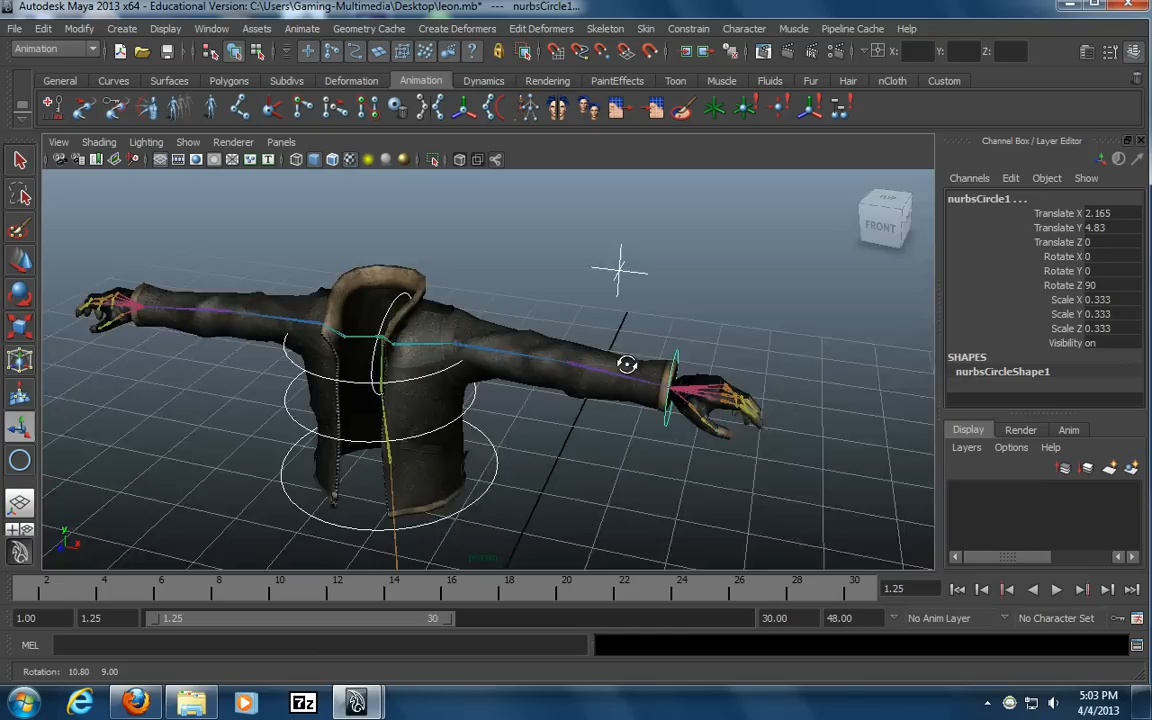 Autodesk Maya 2013 x64 - Educational Version: C:\Users\Gaming-Multimedia\Desktop\leon.mb* --- nurbsCircle1...
File Edit Modify Create Display Window Assets Animate Geometry Cache Create Deformers Edit Deformers Skeleton Skin Constrain Character Muscle Pipeline Cache
Animation X: Y: Z:
General Curves Surfaces Polygons Subdivs Deformation Animation Dynamics Rendering PaintEffects Toon Muscle Fluids Fur Hair nCloth Custom
View Shading Lighting Show Renderer Panels
Channel Box / Layer Editor
Channels Edit Object Show
nurbsCircle1 . . .
Translate X 2.165
Translate Y 4.83
Translate Z 0
Rotate X 0
Rotate Y 0
Rotate Z 90
Scale X 0.333
Scale Y 0.333
Scale Z 0.333
Visibility on
SHAPES
nurbsCircleShape1
TOP
FRONT
Display Render Anim
Layers Options Help
y
x
persp
2 4 6 8 10 12 14 16 18 20 22 24 26 28 30 1.25
1.00 1.25 1.25 30 30.00 48.00 No Anim Layer No Character Set
MEL
Rotation: 10.80 9.00
7z
5:03 PM
4/4/2013